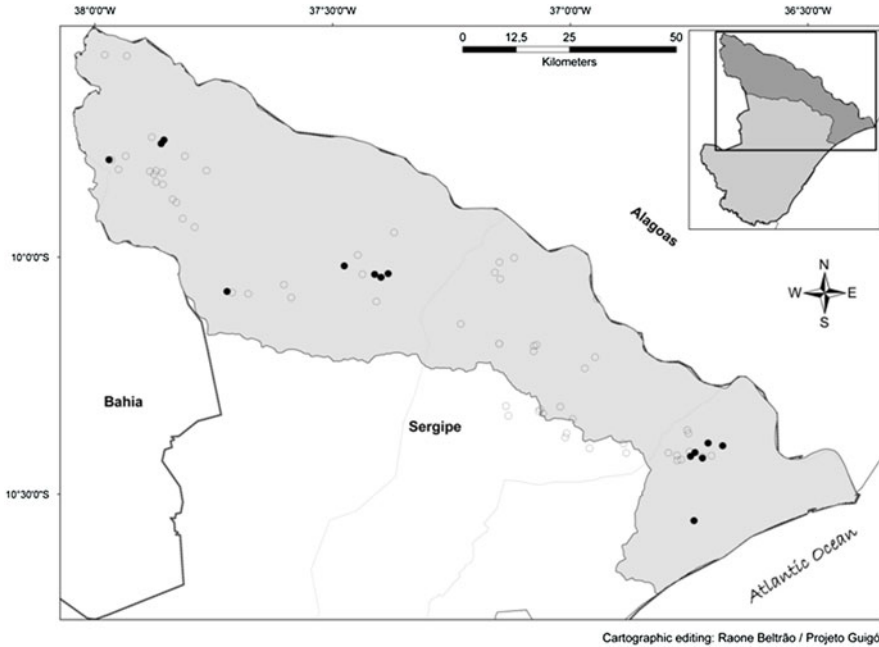 38°0'0"W
37°30'0"W
37°0'0"W
36°30'0"W
0 12.5 25 50
Kilometers
Alagoas
10°0'0"S
N
W E
S
Bahia
Sergipe
10°30'0"S
Atlantic Ocean
Cartographic editing: Raone Beltrão / Projeto Guigó